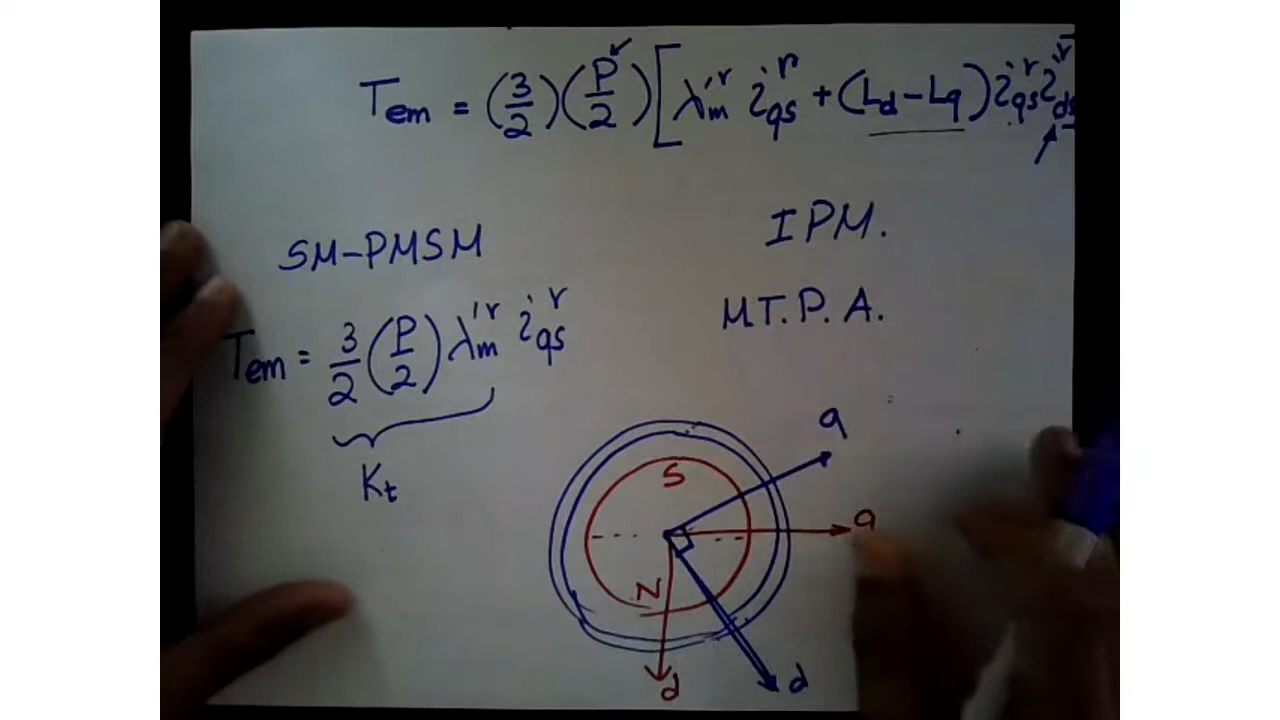 Tem = (3/2)(P/2)[λ'ʳm iʳqs + (Ld - Lq) iʳqs iʳds
SM-PMSM
IPM.
M.T.P.A.
Tem = 3/2 (P/2) λ'ʳm iʳqs
Kt
q
S
q
N
d
d